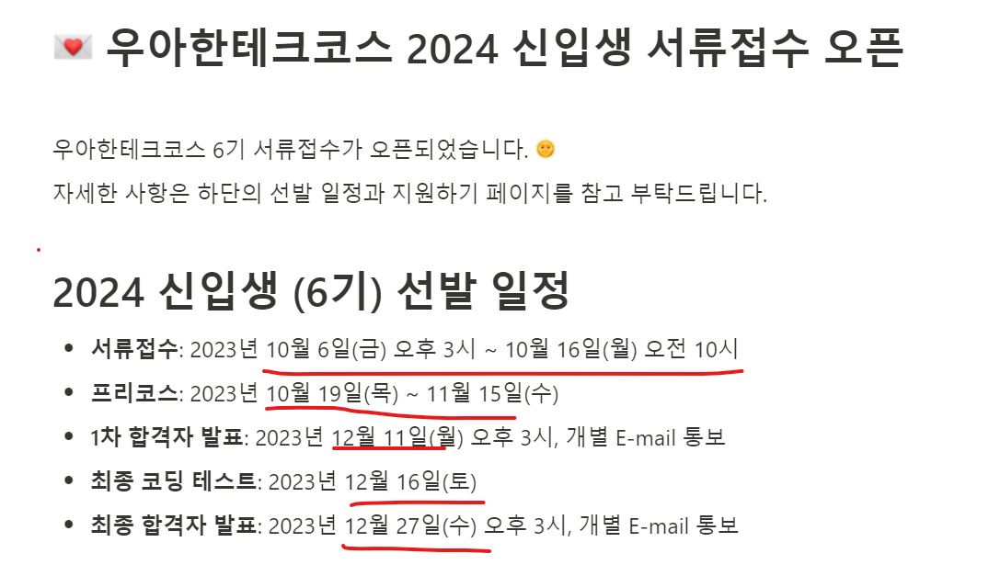 💌 우아한테크코스 2024 신입생 서류접수 오픈
우아한테크코스 6기 서류접수가 오픈되었습니다. 🌞
자세한 사항은 하단의 선발 일정과 지원하기 페이지를 참고 부탁드립니다.
2024 신입생 (6기) 선발 일정
• 서류접수: 2023년 10월 6일(금) 오후 3시 ~ 10월 16일(월) 오전 10시
• 프리코스: 2023년 10월 19일(목) ~ 11월 15일(수)
• 1차 합격자 발표: 2023년 12월 11일(월) 오후 3시, 개별 E-mail 통보
• 최종 코딩 테스트: 2023년 12월 16일(토)
• 최종 합격자 발표: 2023년 12월 27일(수) 오후 3시, 개별 E-mail 통보